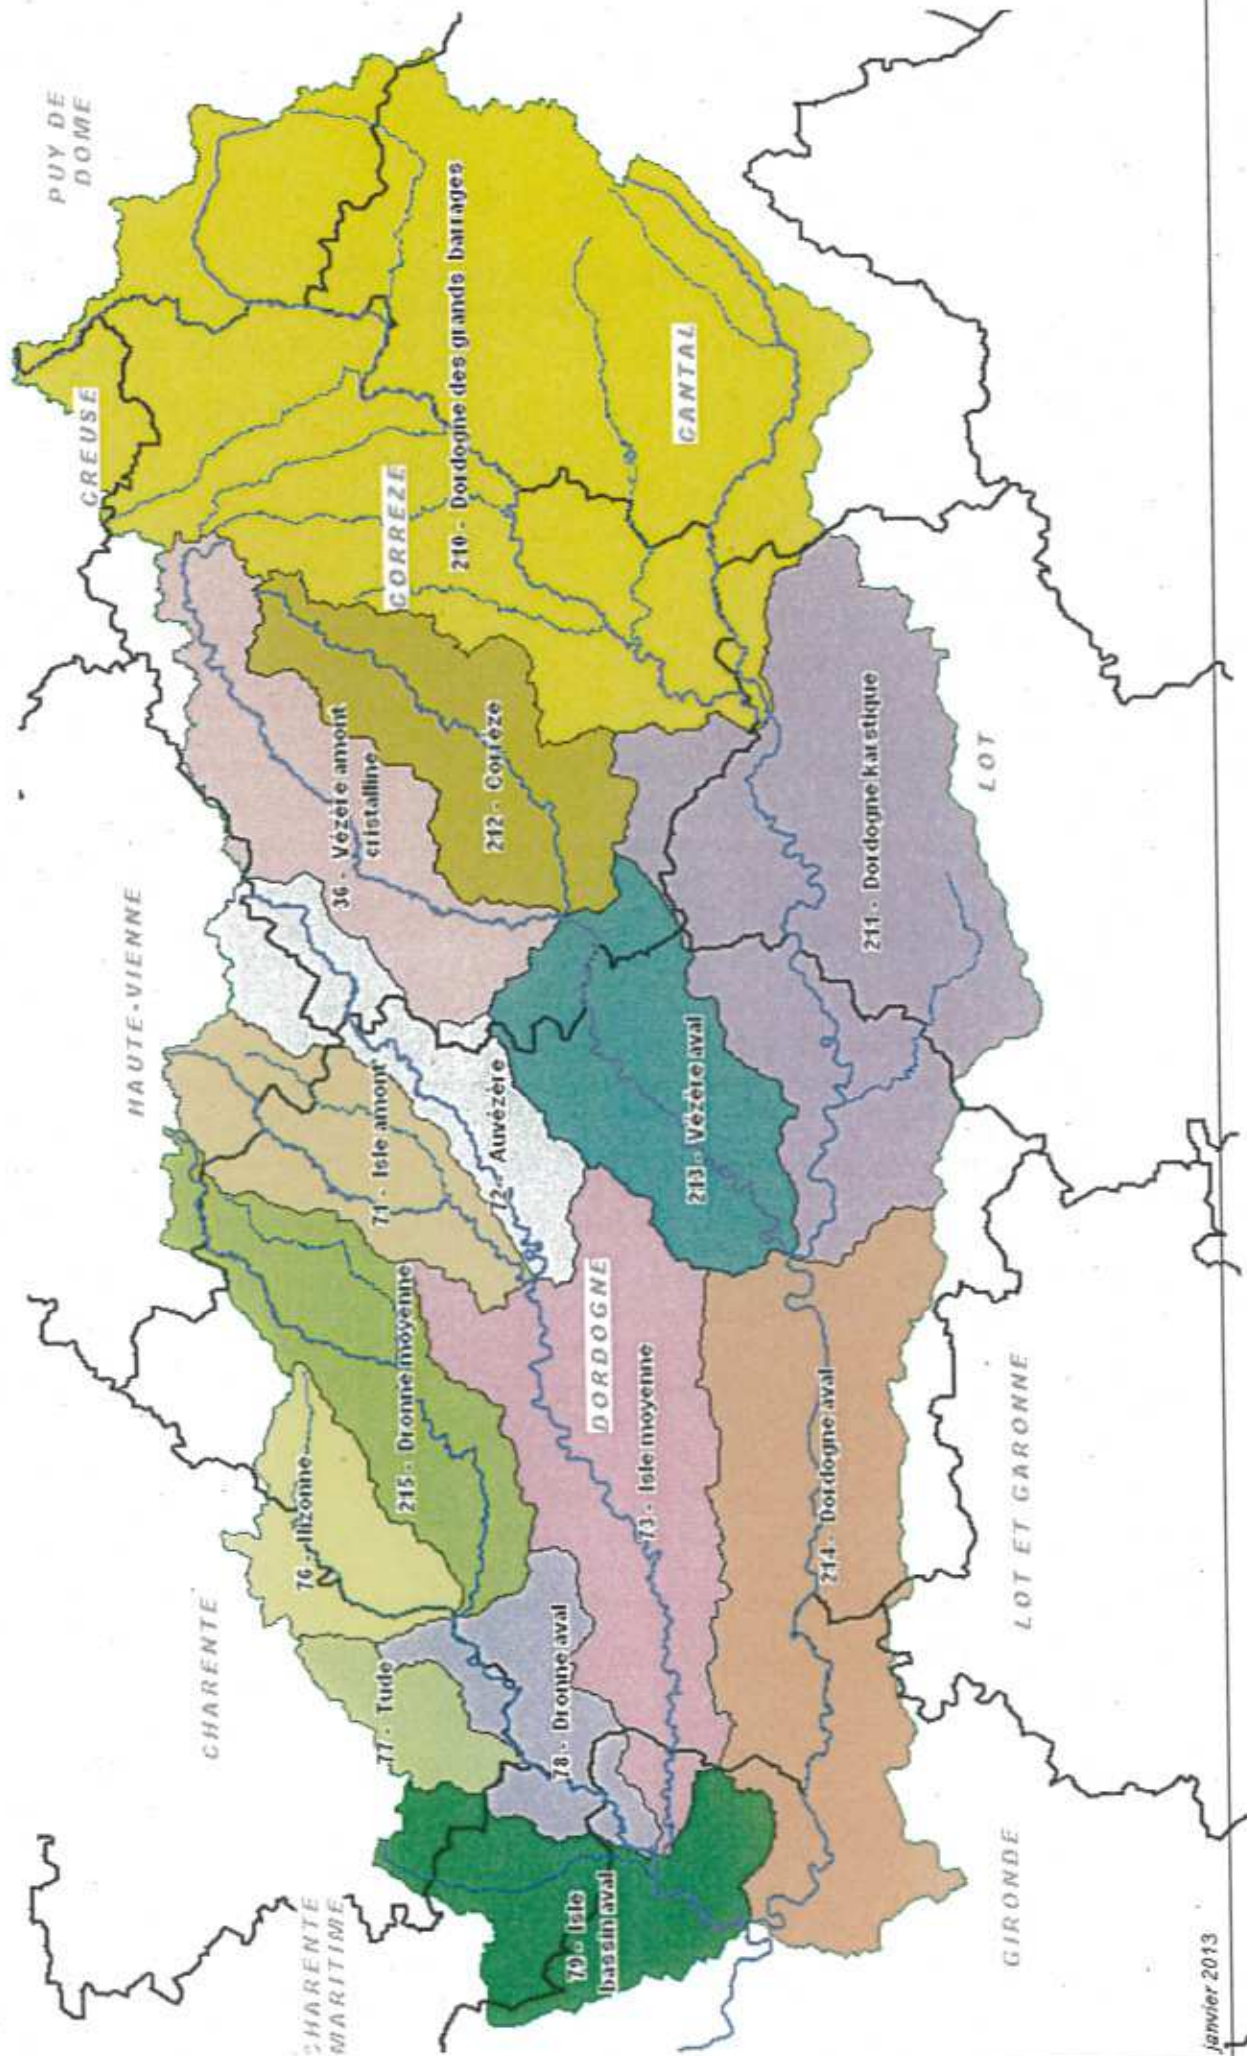 PUY DE
DOME
CREUSE
HAUTE-VIENNE
CHARENTE
CHARENTE
MARITIME
210 - Dordogne des grands barrages
CANTAL
CORREZE
36 - Vézère amont
cristalline
212 - Corrèze
211 - Dordogne karstique
LOT
71 - Isle amont
72 - Auvézère
213 - Vézère aval
215 - Dronne moyenne
DORDOGNE
76 - lizonne
73 - Isle moyenne
214 - Dordogne aval
LOT ET GARONNE
77 - Tude
78 - Dronne aval
79 - Isle
bassin aval
GIRONDE
janvier 2013